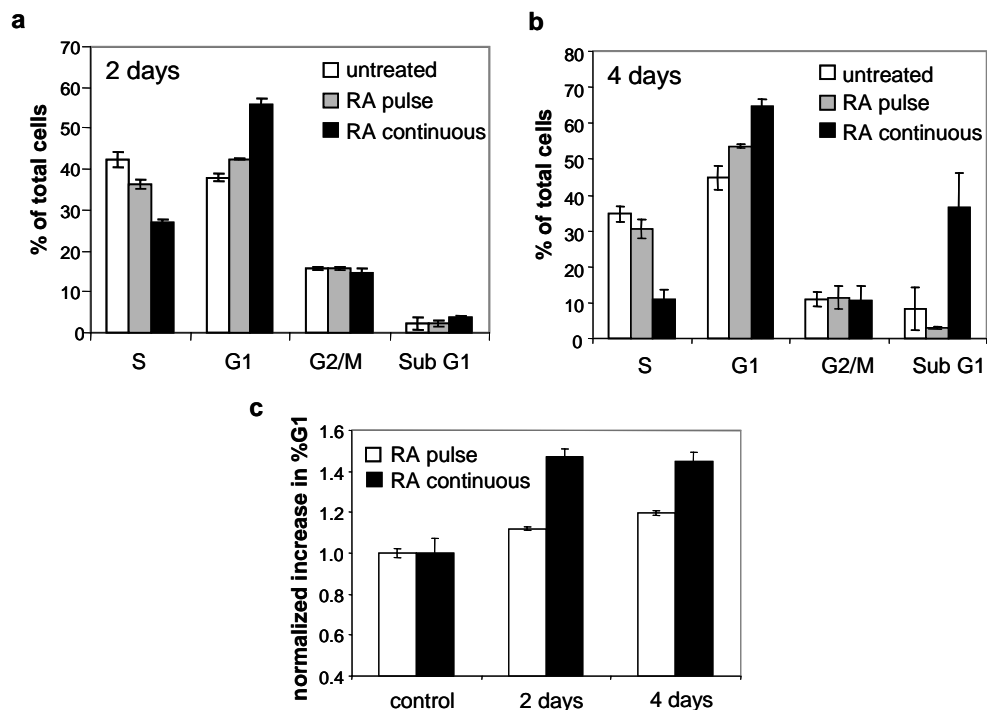 a
70
60
50
40
30
20
10
0
% of total cells
2 days
untreated
RA pulse
RA continuous
S G1 G2/M Sub G1
b
80
70
60
50
40
30
20
10
0
% of total cells
4 days
untreated
RA pulse
RA continuous
S G1 G2/M Sub G1
c
1.6
1.4
1.2
1.0
0.8
0.6
0.4
normalized increase in %G1
RA pulse
RA continuous
control 2 days 4 days